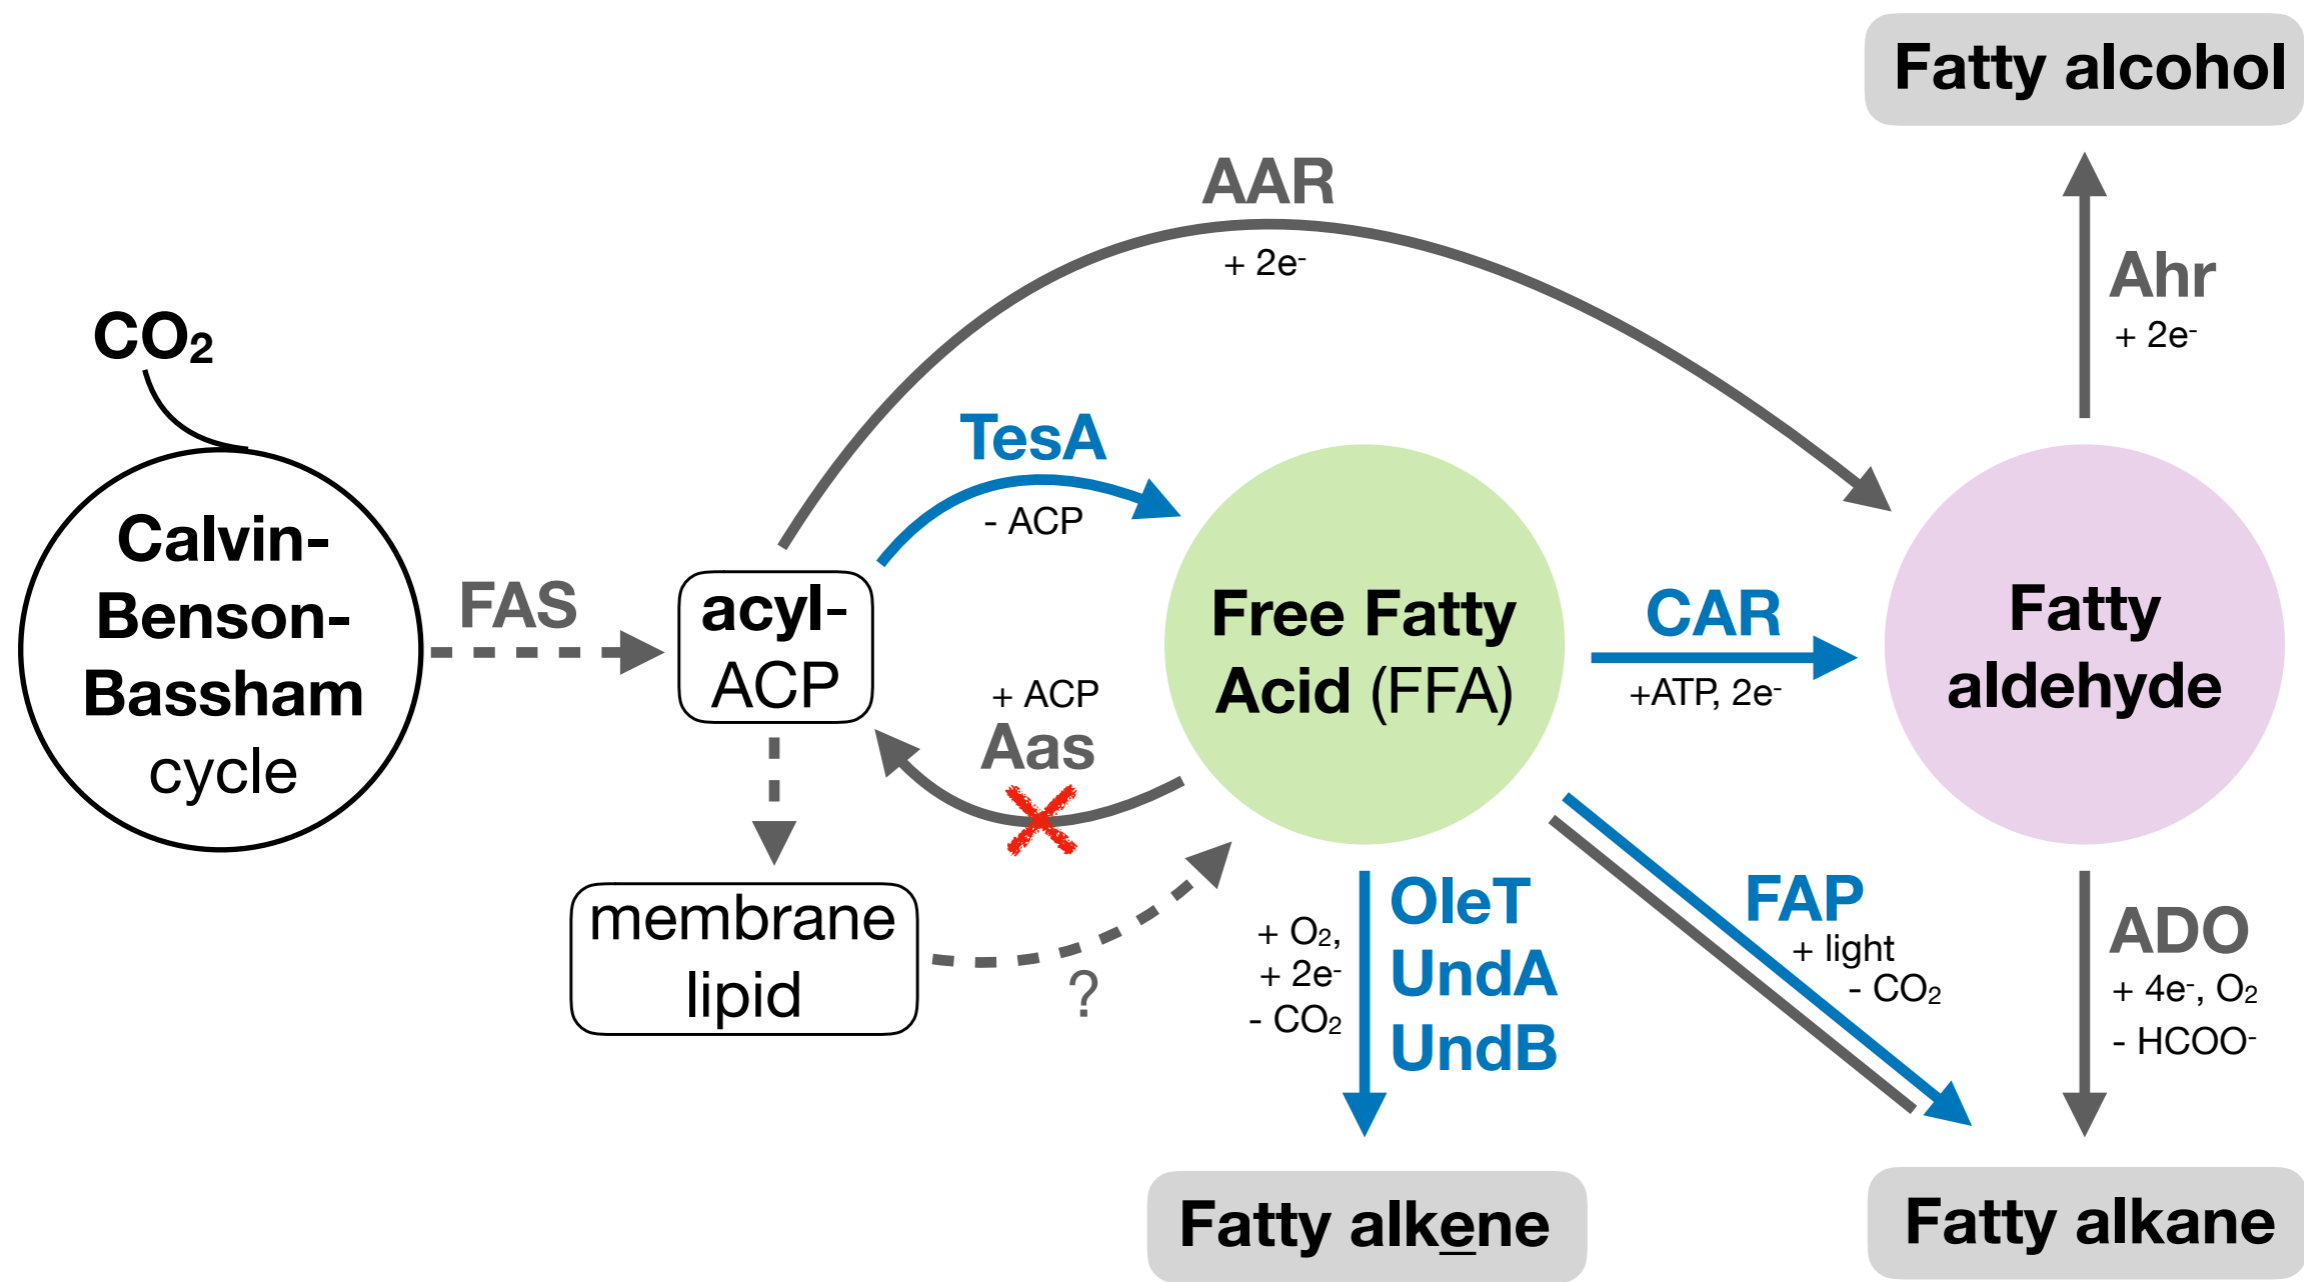 Fatty alcohol
AAR
+ 2e⁻
Ahr
+ 2e⁻
CO₂
TesA
- ACP
Calvin-
Benson-
Bassham
cycle
FAS
acyl-
ACP
+ ACP
Aas
Free Fatty
Acid (FFA)
CAR
+ATP, 2e⁻
Fatty
aldehyde
membrane
lipid
?
+ O₂,
+ 2e⁻
- CO₂
OleT
UndA
UndB
FAP
+ light
- CO₂
ADO
+ 4e⁻, O₂
- HCOO⁻
Fatty alkene
Fatty alkane